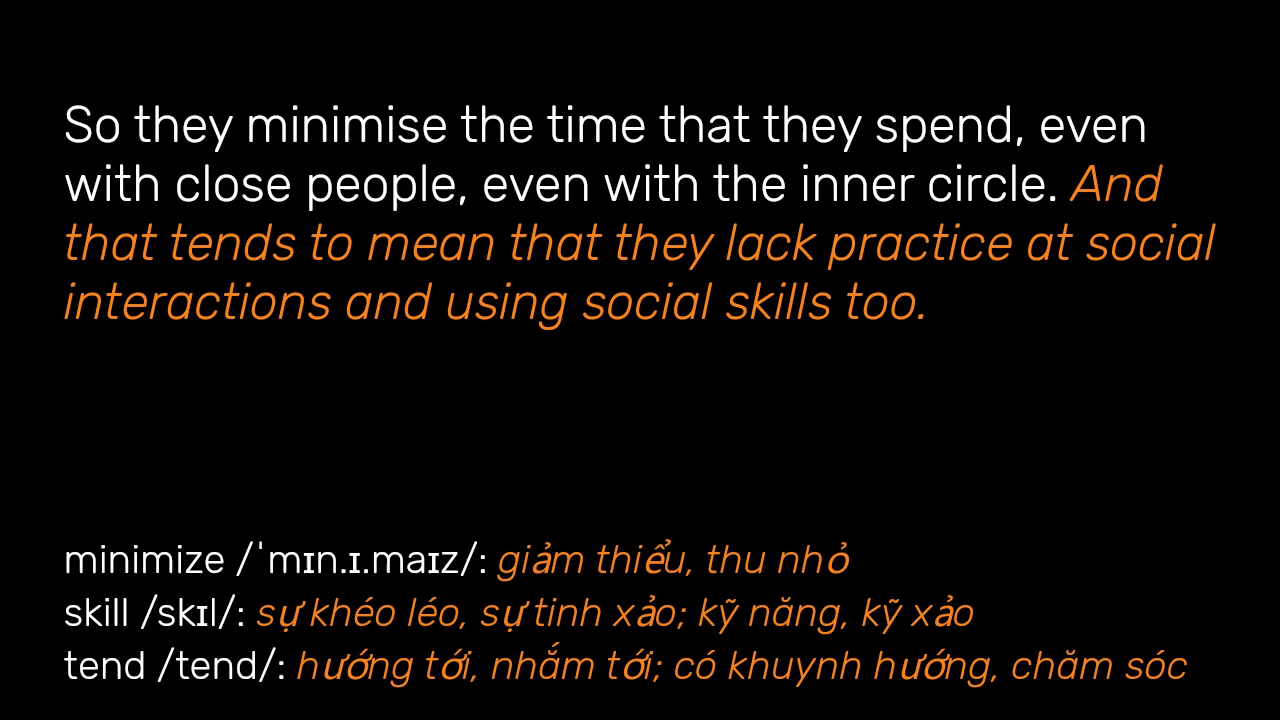 So they minimise the time that they spend, even
with close people, even with the inner circle. And
that tends to mean that they lack practice at social
interactions and using social skills too.
minimize /ˈmɪn.ɪ.maɪz/: giảm thiểu, thu nhỏ
skill /skɪl/: sự khéo léo, sự tinh xảo; kỹ năng, kỹ xảo
tend /tend/: hướng tới, nhắm tới; có khuynh hướng, chăm sóc